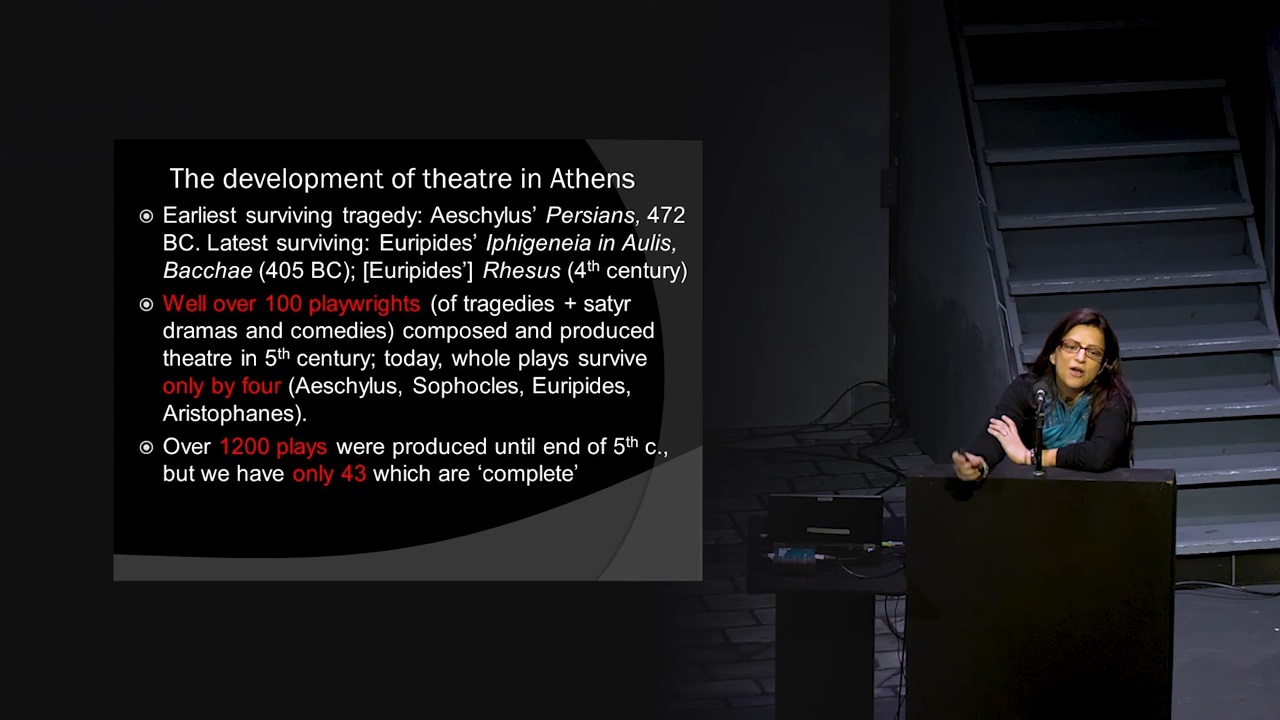 The development of theatre in Athens
Earliest surviving tragedy: Aeschylus’ Persians, 472
BC. Latest surviving: Euripides’ Iphigeneia in Aulis,
Bacchae (405 BC); [Euripides’] Rhesus (4th century)
Well over 100 playwrights (of tragedies + satyr
dramas and comedies) composed and produced
theatre in 5th century; today, whole plays survive
only by four (Aeschylus, Sophocles, Euripides,
Aristophanes).
Over 1200 plays were produced until end of 5th c.,
but we have only 43 which are ‘complete’